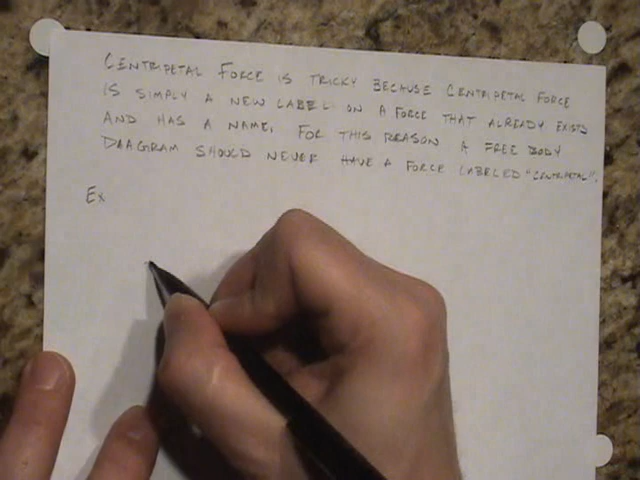 CENTRIPETAL FORCE IS TRICKY BECAUSE CENTRIPETAL FORCE
IS SIMPLY A NEW LABEL ON A FORCE THAT ALREADY EXISTS
AND HAS A NAME. FOR THIS REASON A FREE BODY
DAAGRAM SHOULD NEVER HAVE A FORCE LABELED "CENTRIPETAL".
Ex